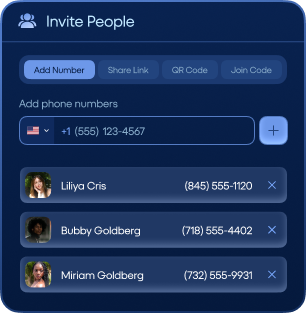 Invite People
Add Number Share Link QR Code Join Code
Add phone numbers
+1 (555) 123-4567
Liliya Cris (845) 555-1120
Bubby Goldberg (718) 555-4402
Miriam Goldberg (732) 555-9931